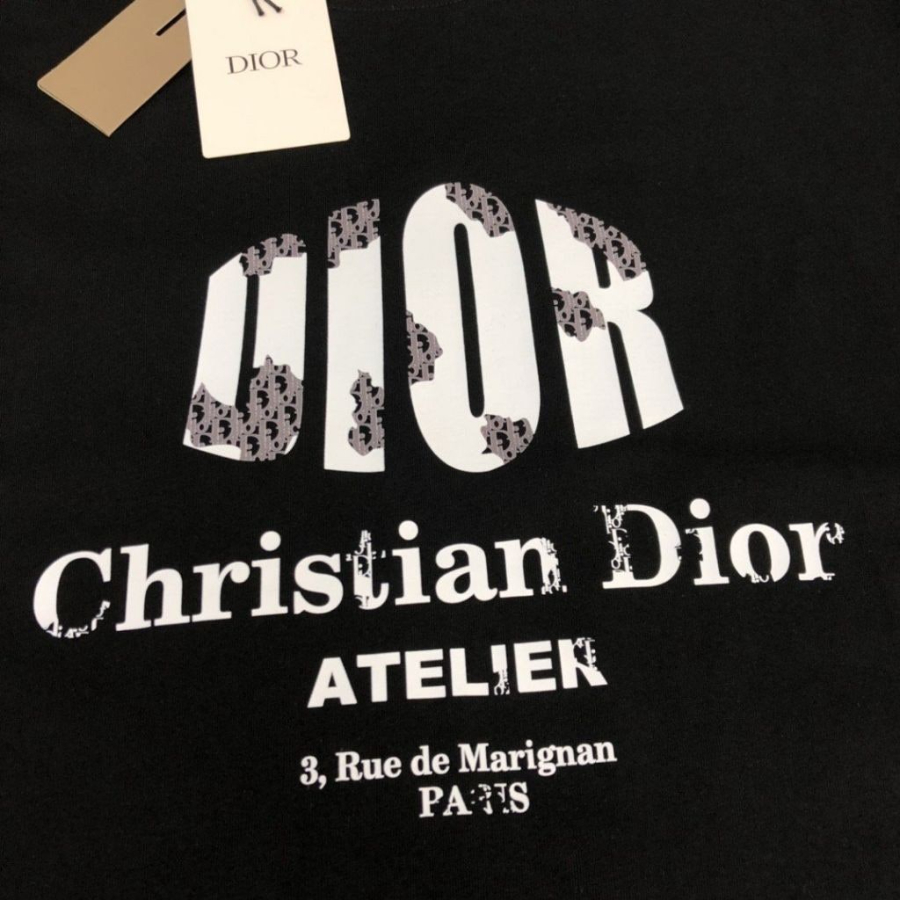 DIOR
DIOR
Christian Dior
ATELIER
3, Rue de Marignan
PARIS